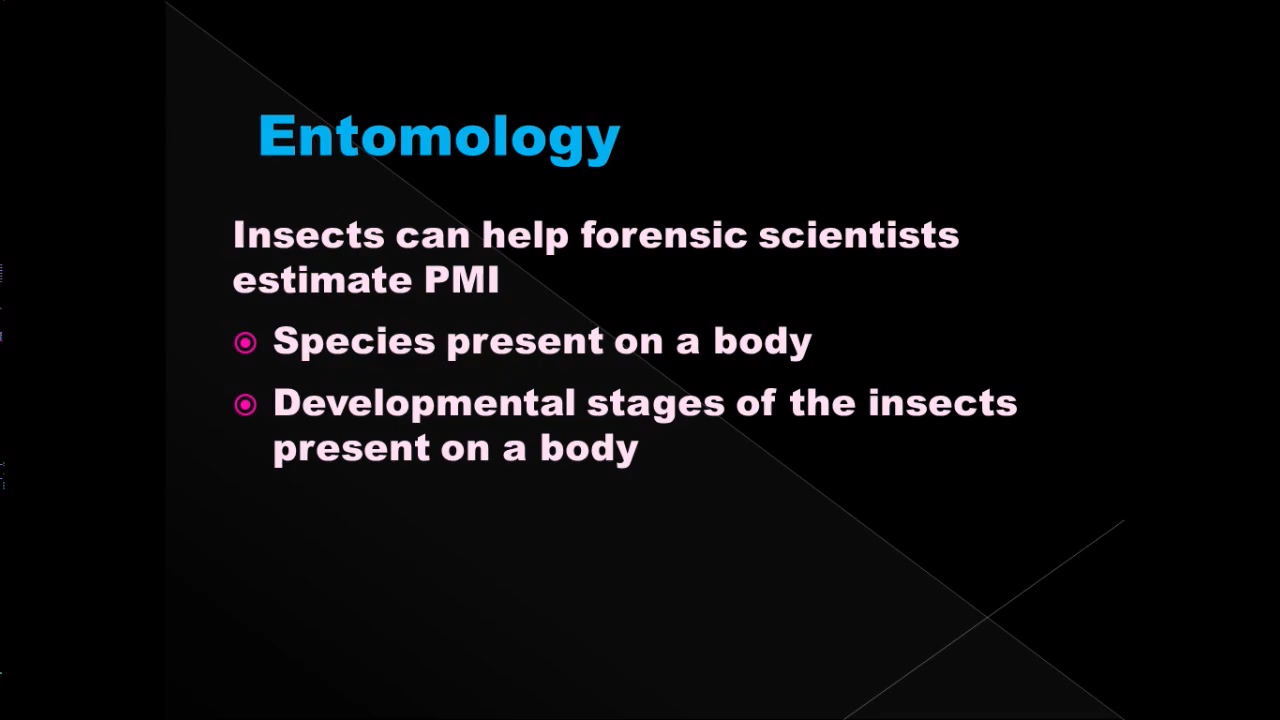 Entomology
Insects can help forensic scientists
estimate PMI
Species present on a body
Developmental stages of the insects
present on a body